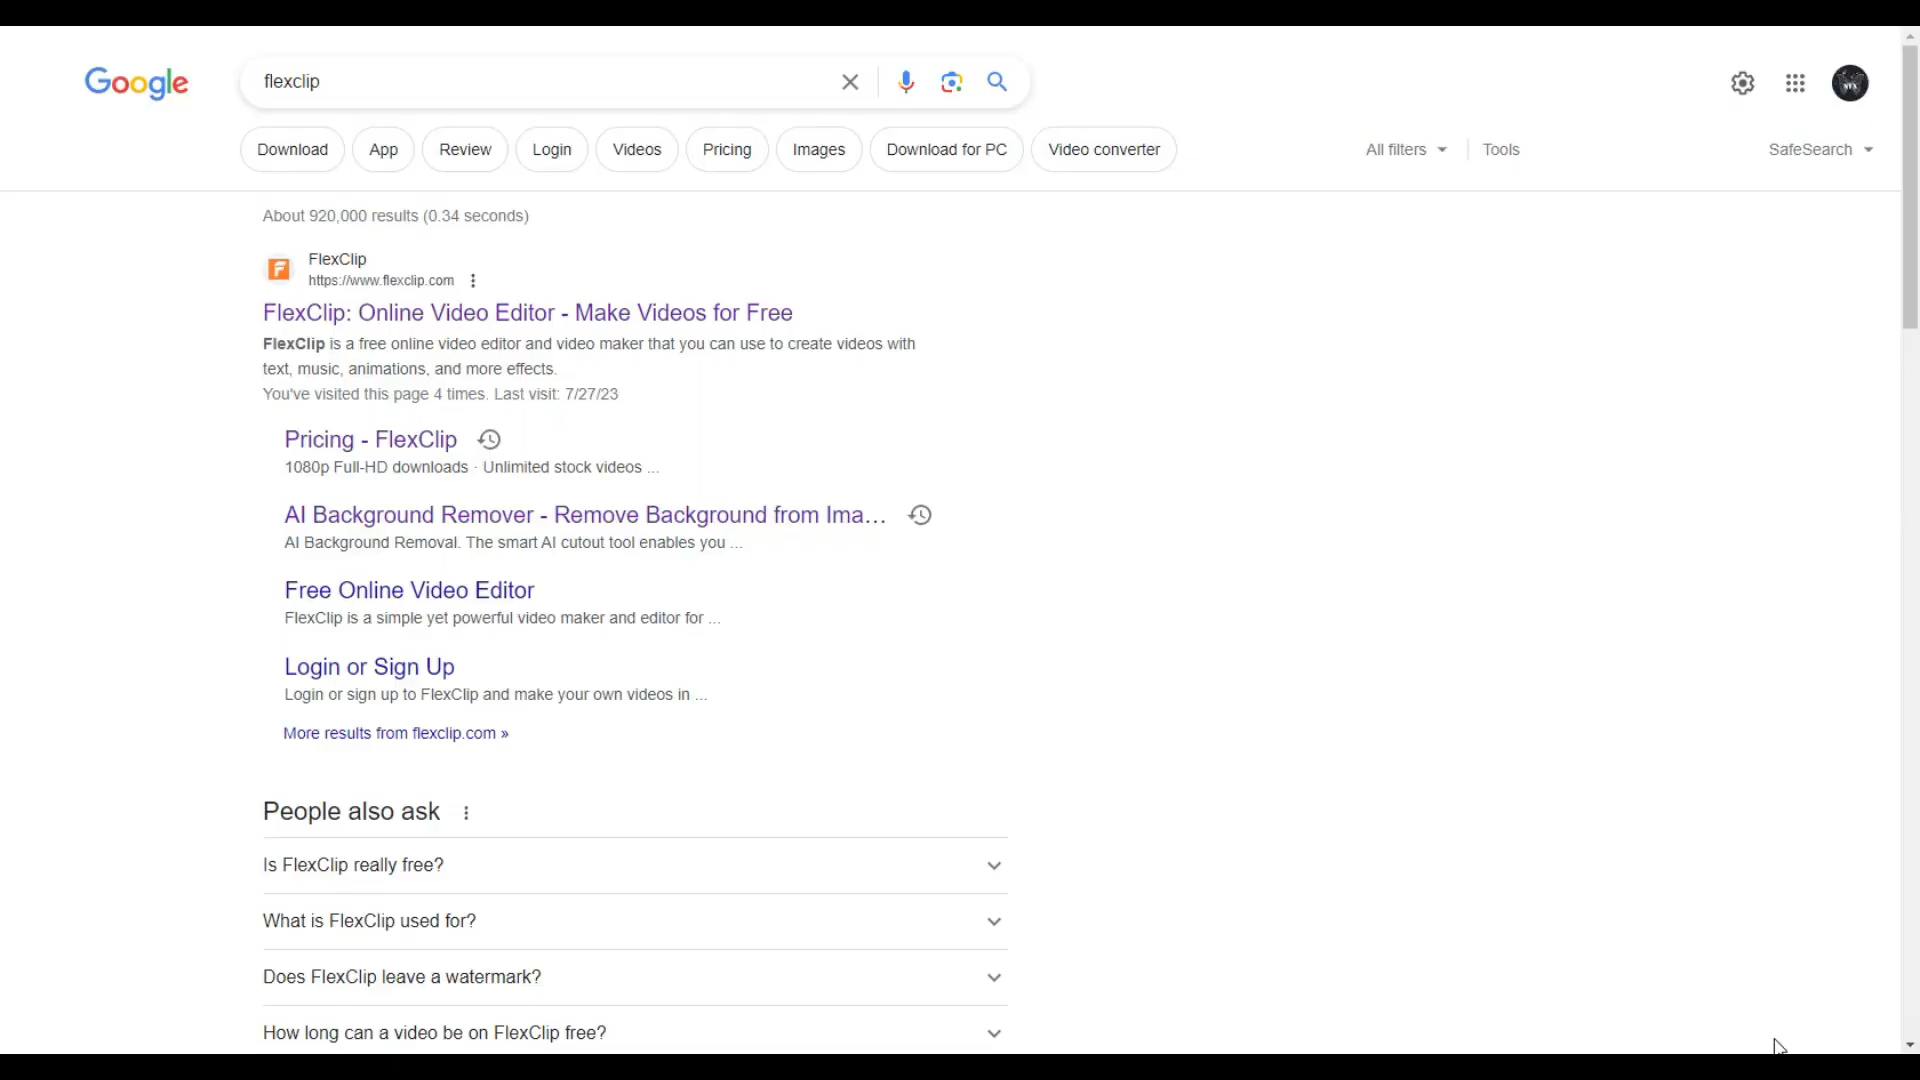 Google
flexclip
Download
App
Review
Login
Videos
Pricing
Images
Download for PC
Video converter
All filters
Tools
SafeSearch
About 920,000 results (0.34 seconds)
FlexClip
https://www.flexclip.com
FlexClip: Online Video Editor - Make Videos for Free
FlexClip is a free online video editor and video maker that you can use to create videos with
text, music, animations, and more effects.
You've visited this page 4 times. Last visit: 7/27/23
Pricing - FlexClip
1080p Full-HD downloads · Unlimited stock videos ...
AI Background Remover - Remove Background from Ima...
AI Background Removal. The smart AI cutout tool enables you ...
Free Online Video Editor
FlexClip is a simple yet powerful video maker and editor for ...
Login or Sign Up
Login or sign up to FlexClip and make your own videos in ...
More results from flexclip.com »
People also ask
Is FlexClip really free?
What is FlexClip used for?
Does FlexClip leave a watermark?
How long can a video be on FlexClip free?